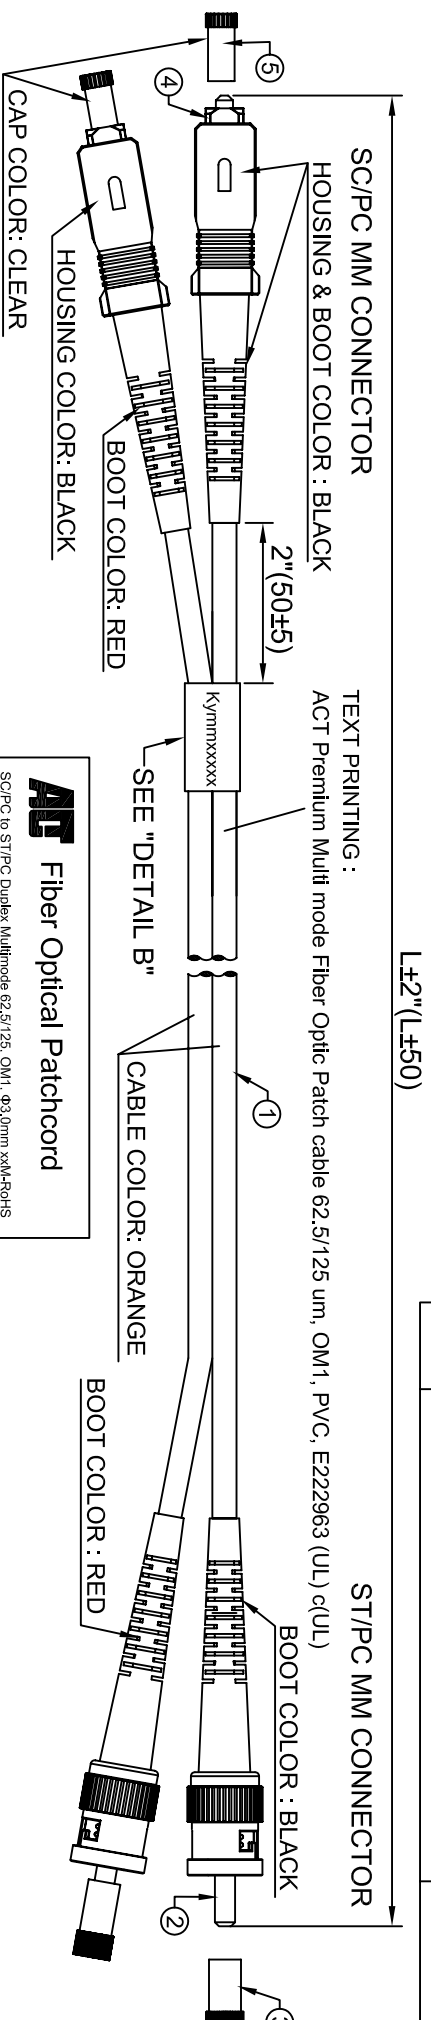 L±2"(L±50)
SC/PC MM CONNECTOR
ST/PC MM CONNECTOR
HOUSING & BOOT COLOR : BLACK
TEXT PRINTING :
ACT Premium Multi mode Fiber Optic Patch cable 62.5/125 um, OM1, PVC, E222963 (UL) c(UL)
2"(50±5)
BOOT COLOR : BLACK
5
4
1
2
3
Kymmxxxxx
SEE "DETAIL B"
CABLE COLOR: ORANGE
BOOT COLOR: RED
BOOT COLOR : RED
HOUSING COLOR: BLACK
CAP COLOR: CLEAR
ACT Fiber Optical Patchcord
SC/PC to ST/PC Duplex Multimode 62.5/125, OM1, Φ3.0mm xxM-RoHS